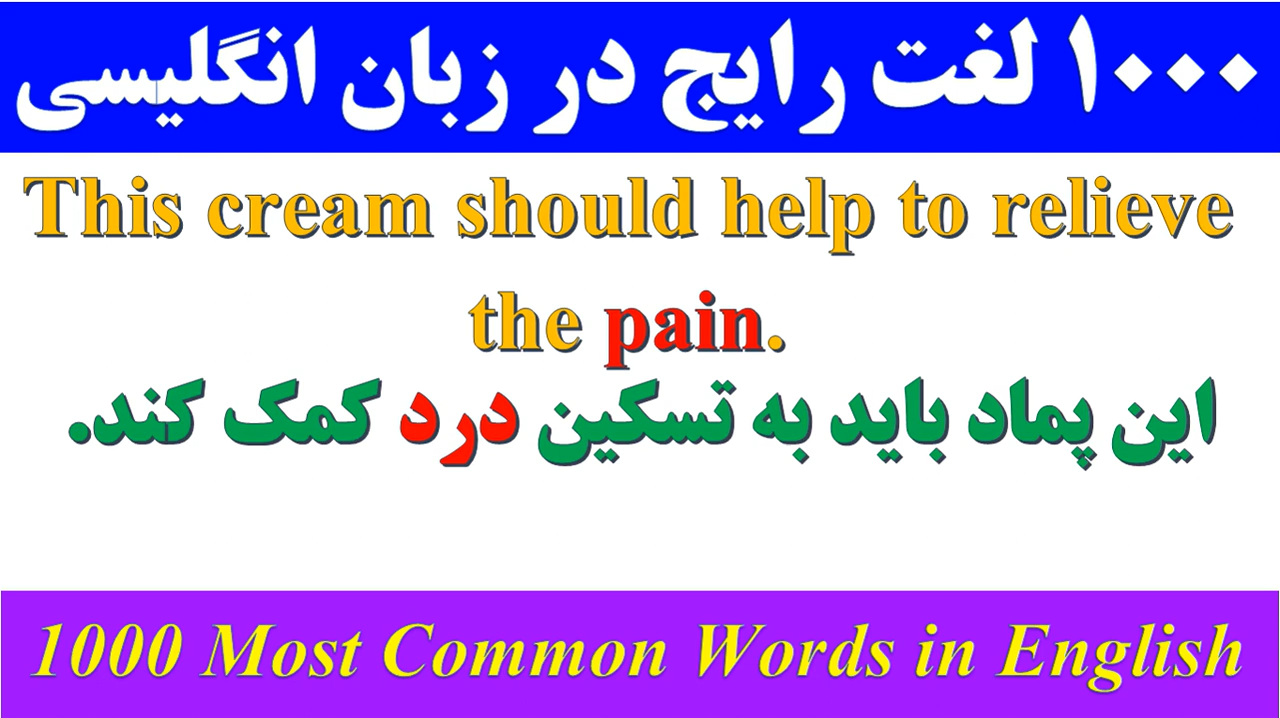 ۱۰۰۰ لغت رایج در زبان انگلیسی
This cream should help to relieve
the pain.
این پماد باید به تسکین درد کمک کند.
1000 Most Common Words in English